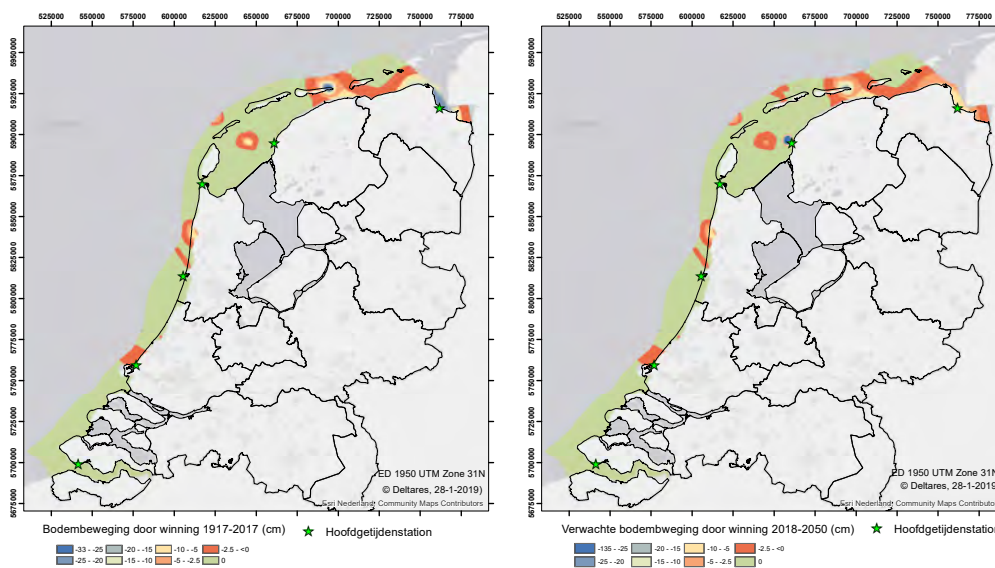 525000 550000 575000 600000 625000 650000 675000 700000 725000 750000 775000
5950000
5925000
5900000
5875000
5850000
5825000
5800000
5775000
5750000
5725000
5700000
5675000
ED 1950 UTM Zone 31N
© Deltares, 28-1-2019)
Esri Nederland, Community Maps Contributors
Bodembeweging door winning 1917-2017 (cm)
Hoofdgetijdenstation
-33 - -25 -20 - -15 -10 - -5 -2.5 - <0
-25 - -20 -15 - -10 -5 - -2.5 0
525000 550000 575000 600000 625000 650000 675000 700000 725000 750000 775000
5950000
5925000
5900000
5875000
5850000
5825000
5800000
5775000
5750000
5725000
5700000
5675000
ED 1950 UTM Zone 31N
© Deltares, 28-1-2019)
Esri Nederland, Community Maps Contributors
Verwachte bodembweging door winning 2018-2050 (cm)
Hoofdgetijdenstation
-135 - -25 -20 - -15 -10 - -5 -2.5 - <0
-25 - -20 -15 - -10 -5 - -2.5 0